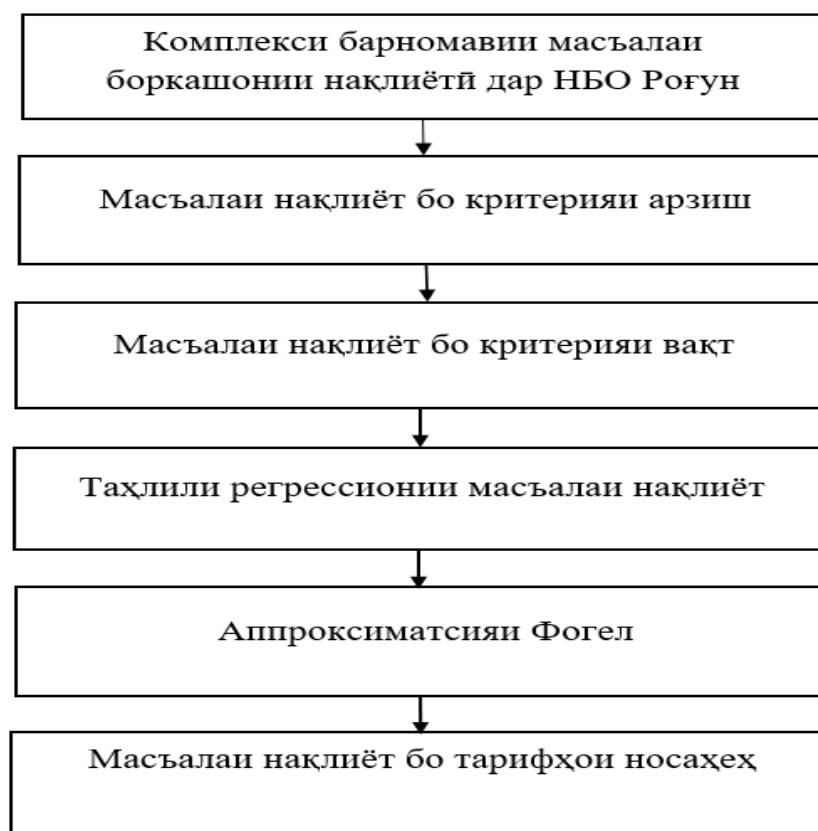 Комплекси барномавии масъалаи
боркашонии нақлиётӣ дар НБО Роғун
Масъалаи нақлиёт бо критерияи арзиш
Масъалаи нақлиёт бо критерияи вақт
Таҳлили регрессионии масъалаи нақлиёт
Аппроксиматсияи Фогел
Масъалаи нақлиёт бо тарифҳои носаҳеҳ